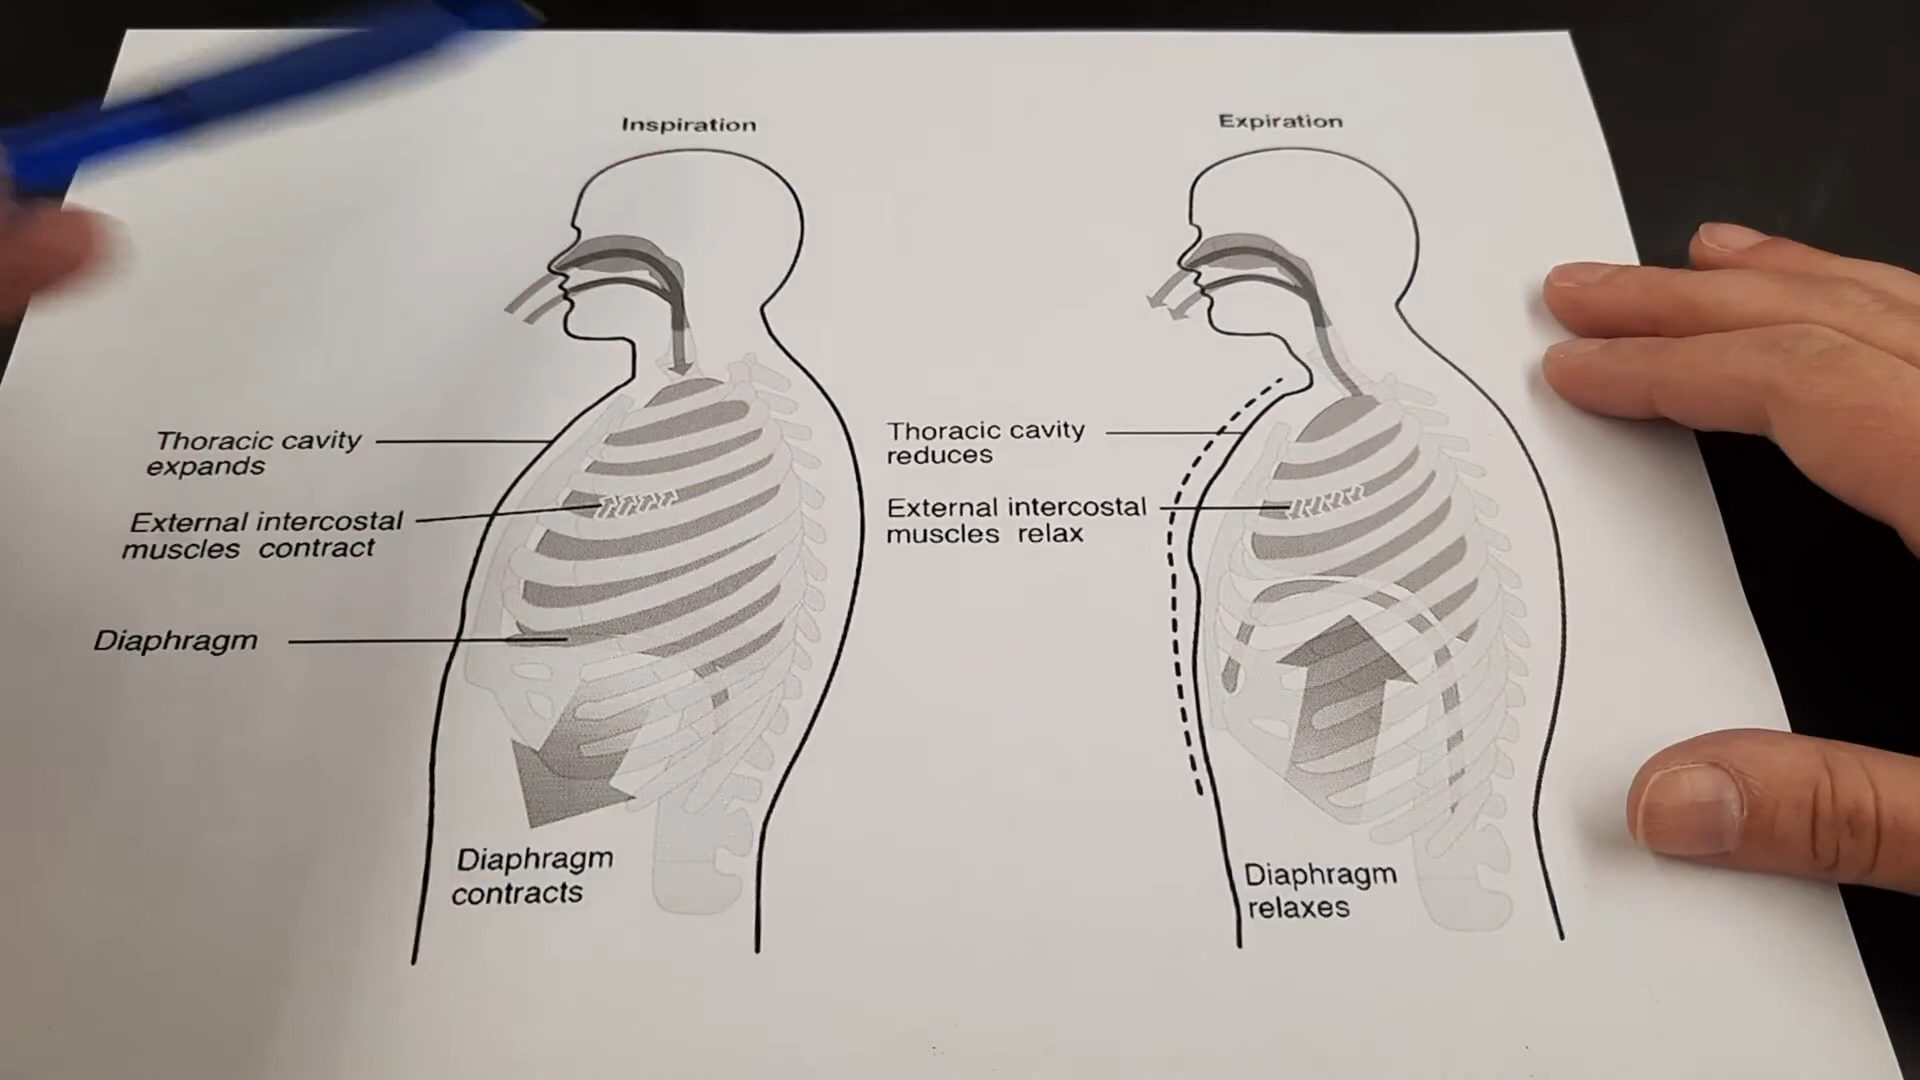 Inspiration
Thoracic cavity
expands
External intercostal
muscles contract
Diaphragm
Diaphragm
contracts
Expiration
Thoracic cavity
reduces
External intercostal
muscles relax
Diaphragm
relaxes